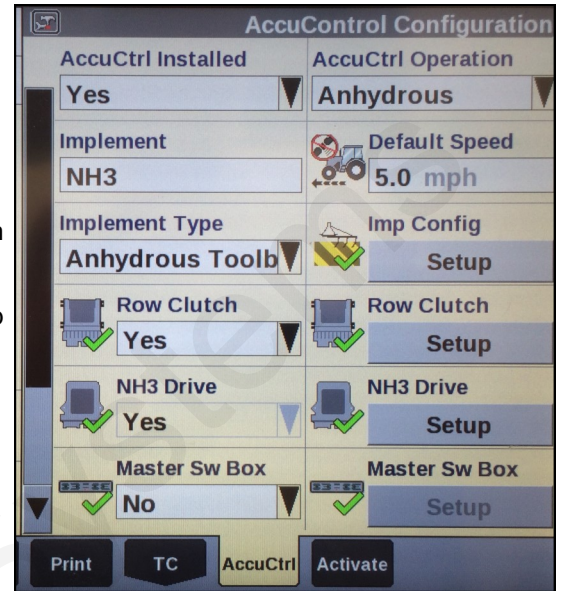 AccuControl Configuration
AccuCtrl Installed
AccuCtrl Operation
Yes
Anhydrous
Implement
Default Speed
NH3
5.0 mph
Implement Type
Imp Config
Anhydrous Toolb
Setup
Row Clutch
Row Clutch
Yes
Setup
NH3 Drive
NH3 Drive
Yes
Setup
Master Sw Box
Master Sw Box
No
Setup
Print
TC
AccuCtrl
Activate